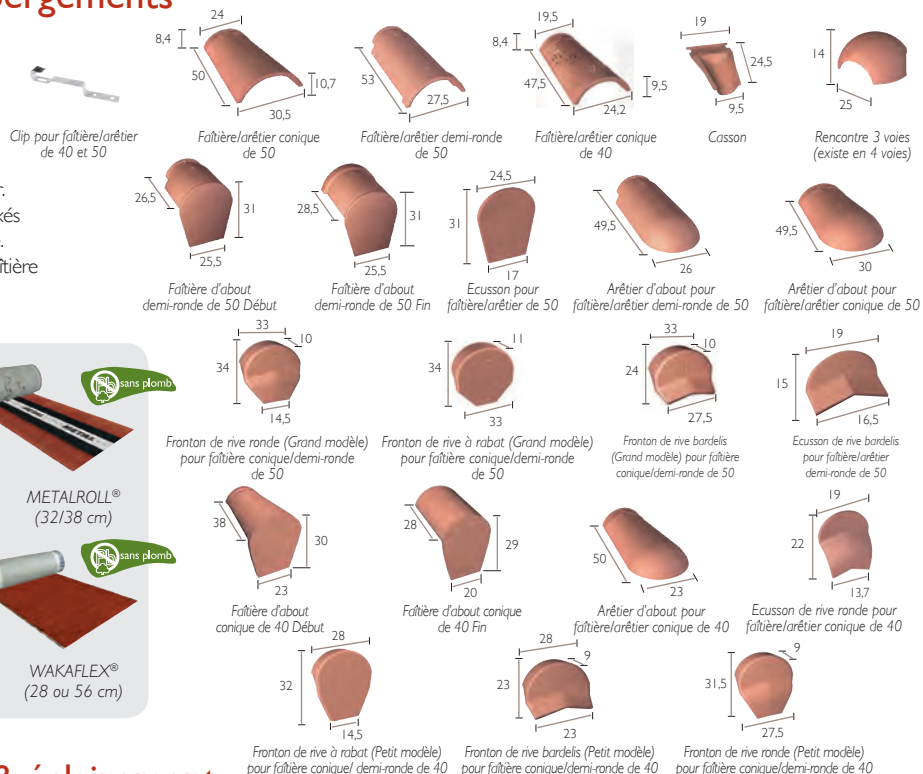 bergements
24
8,4
50
10,7
30,5
53
27,5
19,5
8,4
47,5
9,5
24,2
19
24,5
9,5
14
25
Clip pour faîtière/arêtier
de 40 et 50
Faîtière/arêtier conique
de 50
Faîtière/arêtier demi-ronde
de 50
Faîtière/arêtier conique
de 40
Casson
Rencontre 3 voies
(existe en 4 voies)
r.
kés
.
îtière
26,5
31
25,5
28,5
31
25,5
24,5
31
17
49,5
26
49,5
30
Faîtière d'about
demi-ronde de 50 Début
Faîtière d'about
demi-ronde de 50 Fin
Ecusson pour
faîtière/arêtier de 50
Arêtier d'about pour
faîtière/arêtier demi-ronde de 50
Arêtier d'about pour
faîtière/arêtier conique de 50
33
10
34
14,5
11
34
33
33
10
24
27,5
19
15
16,5
Fronton de rive ronde (Grand modèle)
pour faîtière conique/demi-ronde
de 50
Fronton de rive à rabat (Grand modèle)
pour faîtière conique/demi-ronde
de 50
Fronton de rive bardelis
(Grand modèle) pour faîtière
conique/demi-ronde de 50
Ecusson de rive bardelis
pour faîtière/arêtier
demi-ronde de 50
Pb sans plomb
METALROLL®
(32/38 cm)
Pb sans plomb
WAKAFLEX®
(28 ou 56 cm)
38
30
23
28
29
20
50
23
19
22
13,7
Faîtière d'about
conique de 40 Début
Faîtière d'about conique
de 40 Fin
Arêtier d'about pour
faîtière/arêtier conique de 40
Ecusson de rive ronde pour
faîtière/arêtier conique de 40
28
32
14,5
28
9
23
23
9
31,5
27,5
Fronton de rive à rabat (Petit modèle)
pour faîtière conique/ demi-ronde de 40
Fronton de rive bardelis (Petit modèle)
pour faîtière conique/demi-ronde de 40
Fronton de rive ronde (Petit modèle)
pour faîtière conique/demi-ronde de 40